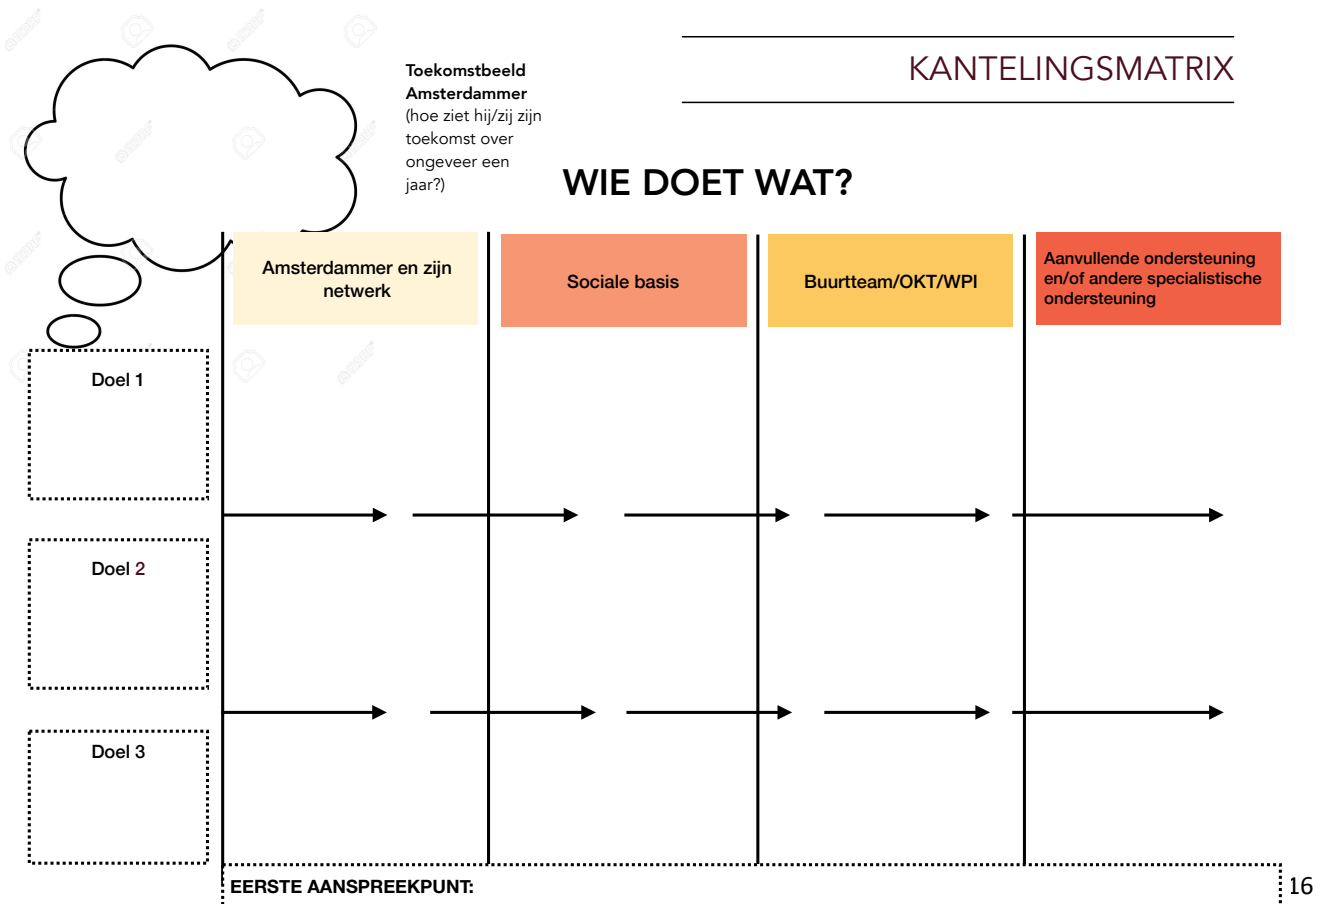 Toekomstbeeld
Amsterdammer
(hoe ziet hij/zij zijn
toekomst over
ongeveer een
jaar?)
KANTELINGSMATRIX
WIE DOET WAT?
Amsterdammer en zijn
netwerk
Sociale basis
Buurtteam/OKT/WPI
Aanvullende ondersteuning
en/of andere specialistische
ondersteuning
Doel 1
Doel 2
Doel 3
EERSTE AANSPREEKPUNT:
16